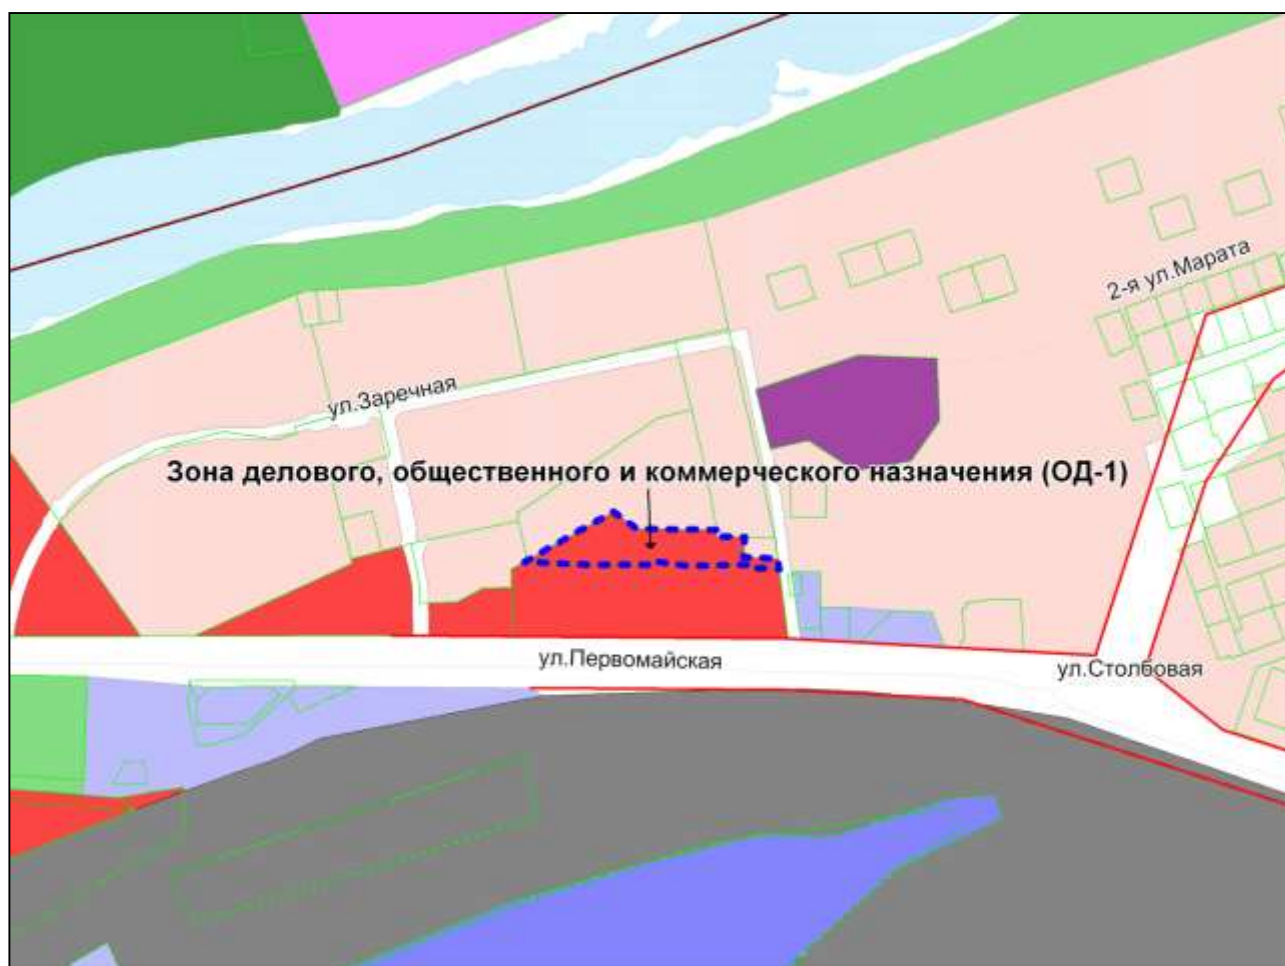 2-я ул.Марата
ул.Заречная
Зона делового, общественного и коммерческого назначения (ОД-1)
ул.Первомайская
ул.Столбовая